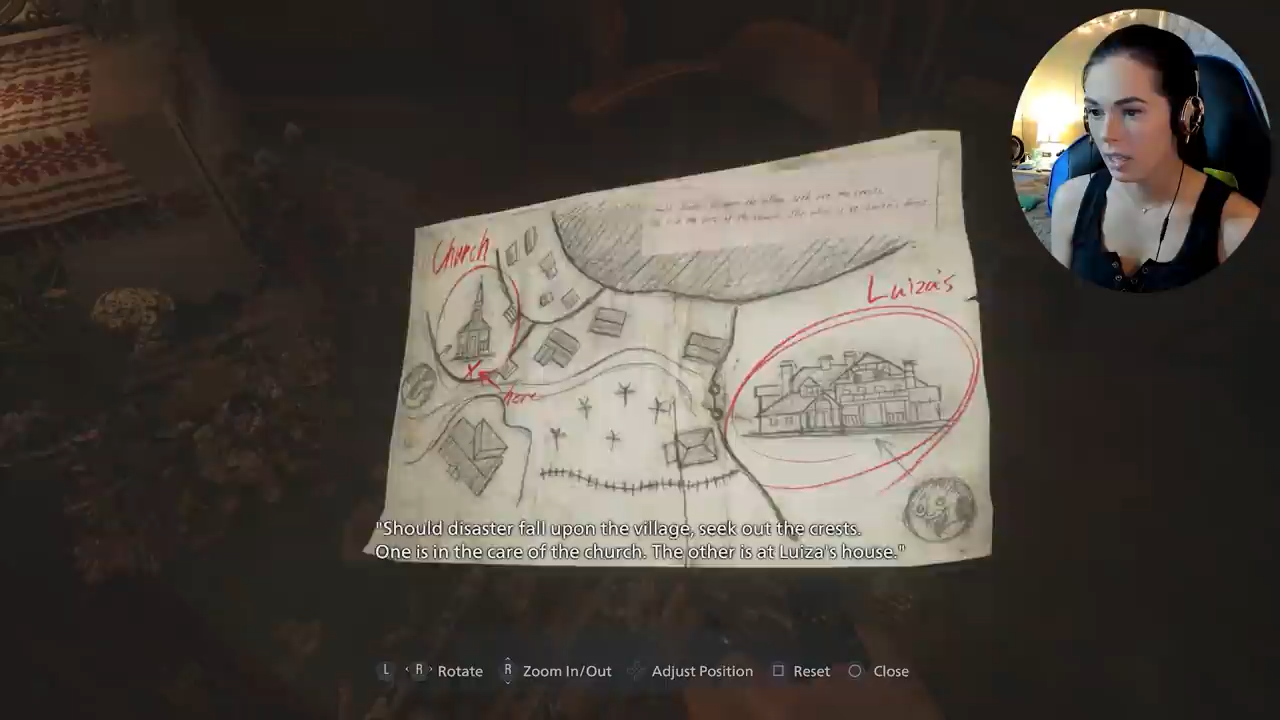 Church
Luiza's
here
"Should disaster fall upon the village, seek out the crests.
One is in the care of the church. The other is at Luiza's house."
L
R
Rotate
R
Zoom In/Out
Adjust Position
Reset
Close